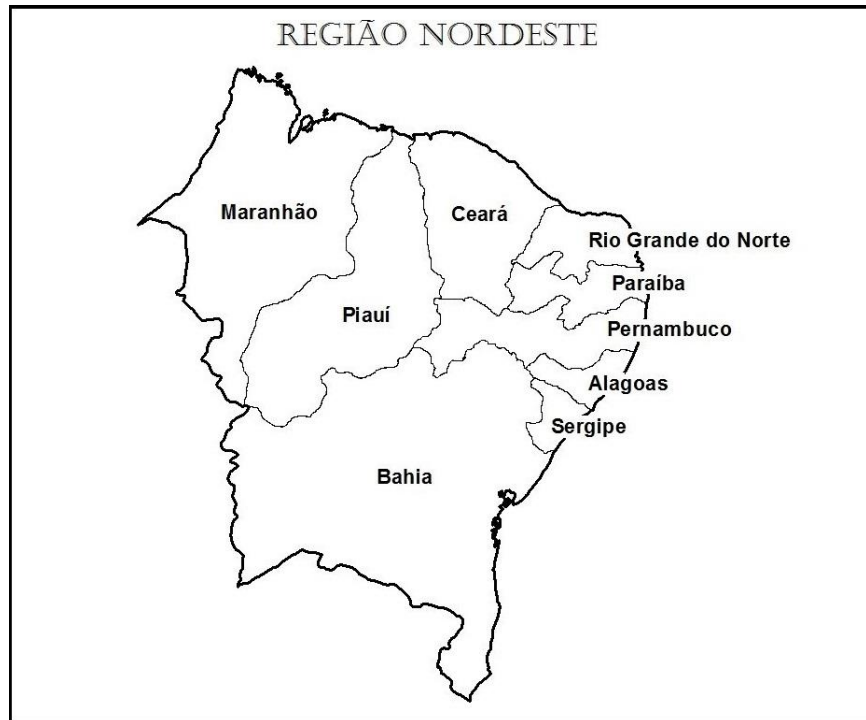 REGIÃO NORDESTE
Maranhão
Ceará
Rio Grande do Norte
Paraíba
Piauí
Pernambuco
Alagoas
Sergipe
Bahia